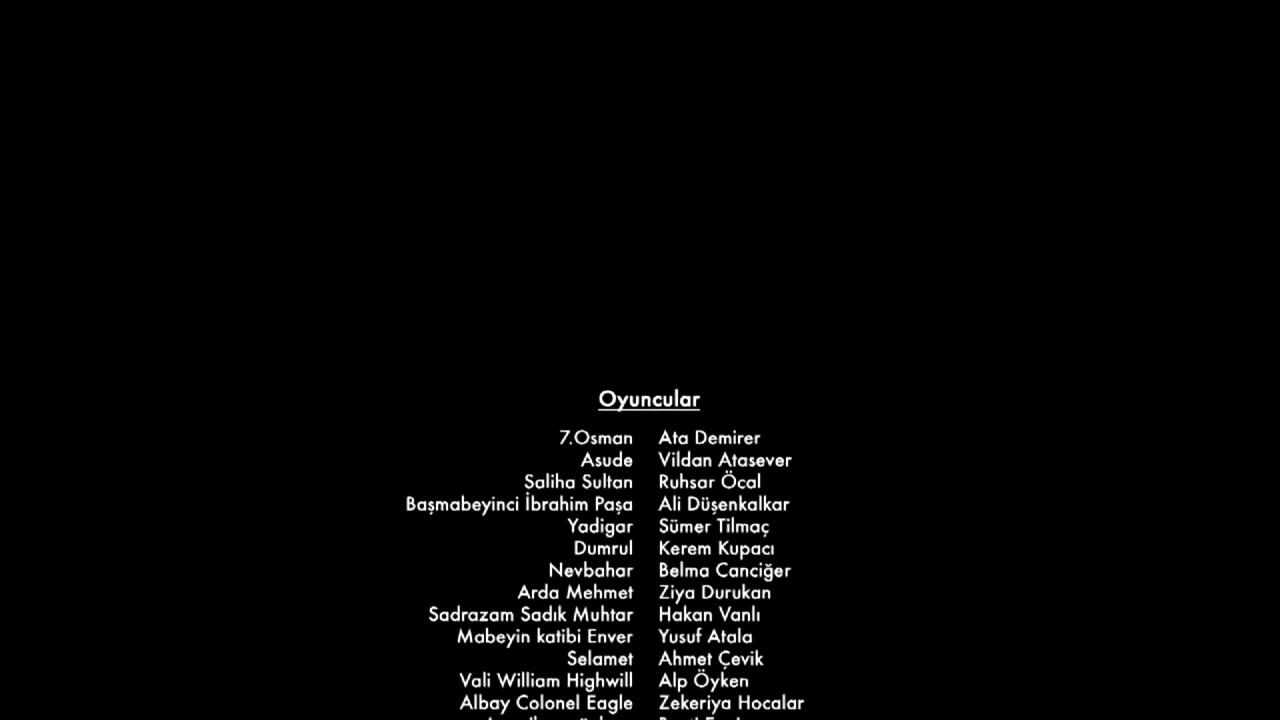 Oyuncular
7.Osman Ata Demirer
Asude Vildan Atasever
Saliha Sultan Ruhsar Öcal
Başmabeyinci İbrahim Paşa Ali Düşenkalkar
Yadigar Sümer Tilmaç
Dumrul Kerem Kupacı
Nevbahar Belma Canciğer
Arda Mehmet Ziya Durukan
Sadrazam Sadık Muhtar Hakan Vanlı
Mabeyin katibi Enver Yusuf Atala
Selamet Ahmet Çevik
Vali William Highwill Alp Öyken
Albay Colonel Eagle Zekeriya Hocalar